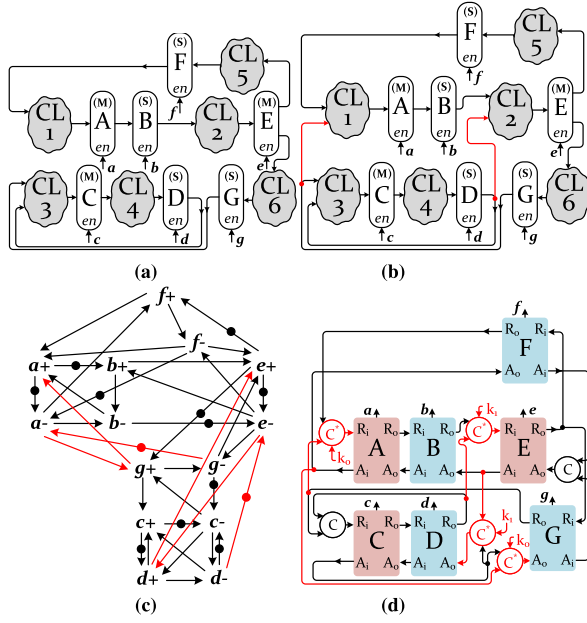 (S)
F
en
f
CL
5
CL
1
(M)
A
en
a
(S)
B
en
b
CL
2
(M)
E
en
e
CL
3
(M)
C
en
c
CL
4
(S)
D
en
d
(S)
G
en
g
CL
6
(a)
(S)
F
en
f
CL
5
CL
1
(M)
A
en
a
(S)
B
en
b
CL
2
(M)
E
en
e
CL
3
(M)
C
en
c
CL
4
(S)
D
en
d
(S)
G
en
g
CL
6
(b)
f+
f-
a+
b+
e+
a-
b-
e-
g+
g-
c+
c-
d+
d-
(c)
f
Ro Ri
F
Ao Ai
a
b
e
C*
k0
Ri Ro
A
Ai Ao
Ri Ro
B
Ai Ao
k1
C*
Ri Ro
E
Ai Ao
C
c
d
g
C
Ri Ro
C
Ai Ao
Ri Ro
D
Ai Ao
C*
k1
k0
C*
Ro Ri
G
Ao Ai
(d)